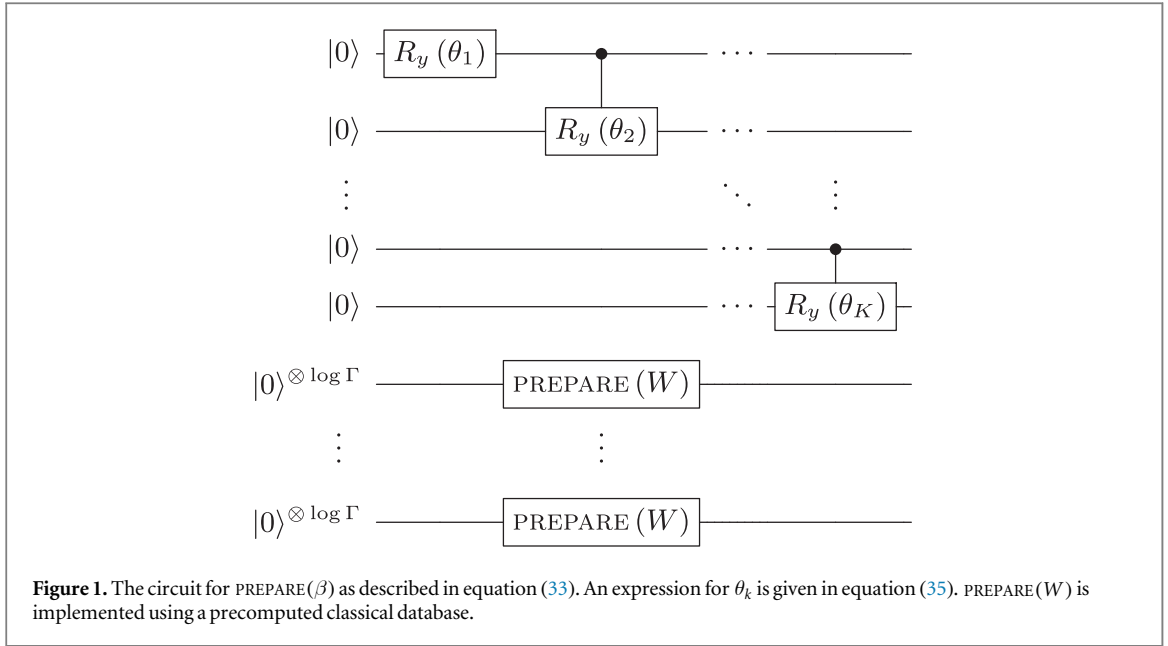 |0⟩ R_y (θ_1) ···
|0⟩ R_y (θ_2) ···
⋮ ⋱ ⋮
|0⟩ ···
|0⟩ ··· R_y (θ_K)
|0⟩^{⊗ log Γ} PREPARE (W)
⋮ ⋮
|0⟩^{⊗ log Γ} PREPARE (W)
Figure 1. The circuit for PREPARE(β) as described in equation (33). An expression for θ_k is given in equation (35). PREPARE(W) is
implemented using a precomputed classical database.